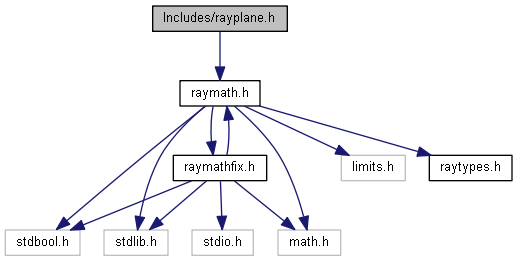 Includes/rayplane.h
raymath.h
raymathfix.h
limits.h
raytypes.h
stdbool.h
stdlib.h
stdio.h
math.h